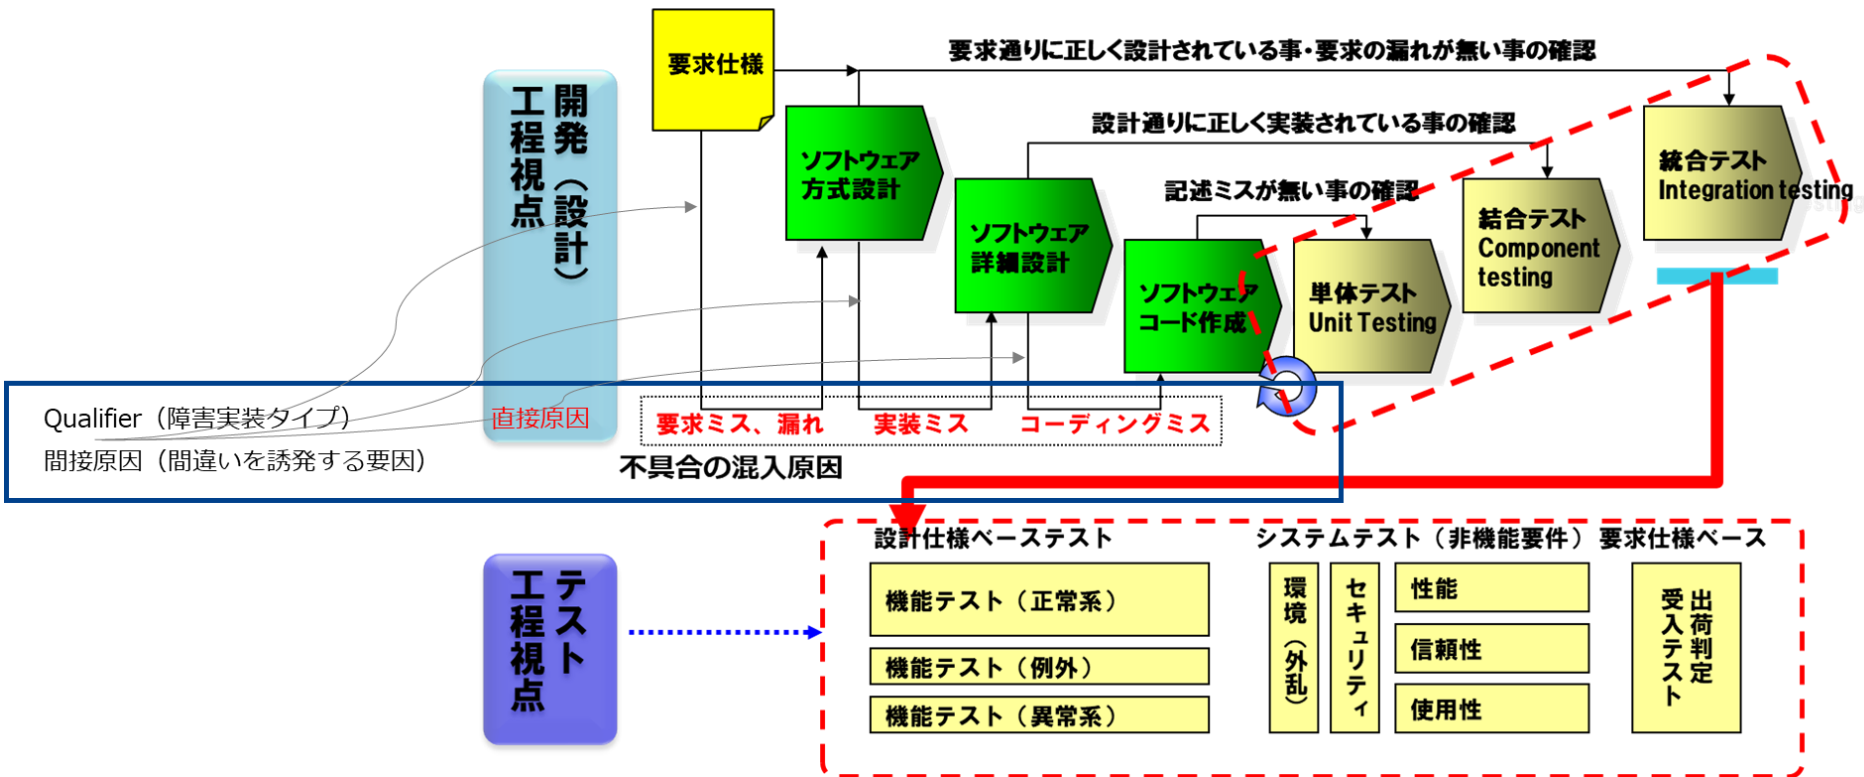 要求仕様
要求通りに正しく設計されている事・要求の漏れが無い事の確認
開発（設計）
工程視点
ソフトウェア
方式設計
設計通りに正しく実装されている事の確認
統合テスト
Integration testing
記述ミスが無い事の確認
結合テスト
Component
testing
ソフトウェア
詳細設計
ソフトウェア
コード作成
単体テスト
Unit Testing
Qualifier（障害実装タイプ）
直接原因
要求ミス、漏れ
実装ミス
コーディングミス
間接原因（間違いを誘発する要因）
不具合の混入原因
テスト
工程視点
設計仕様ベーステスト
システムテスト（非機能要件）
要求仕様ベース
機能テスト（正常系）
機能テスト（例外）
機能テスト（異常系）
環境（外乱）
セキュリティ
性能
信頼性
使用性
出荷判定
受入テスト